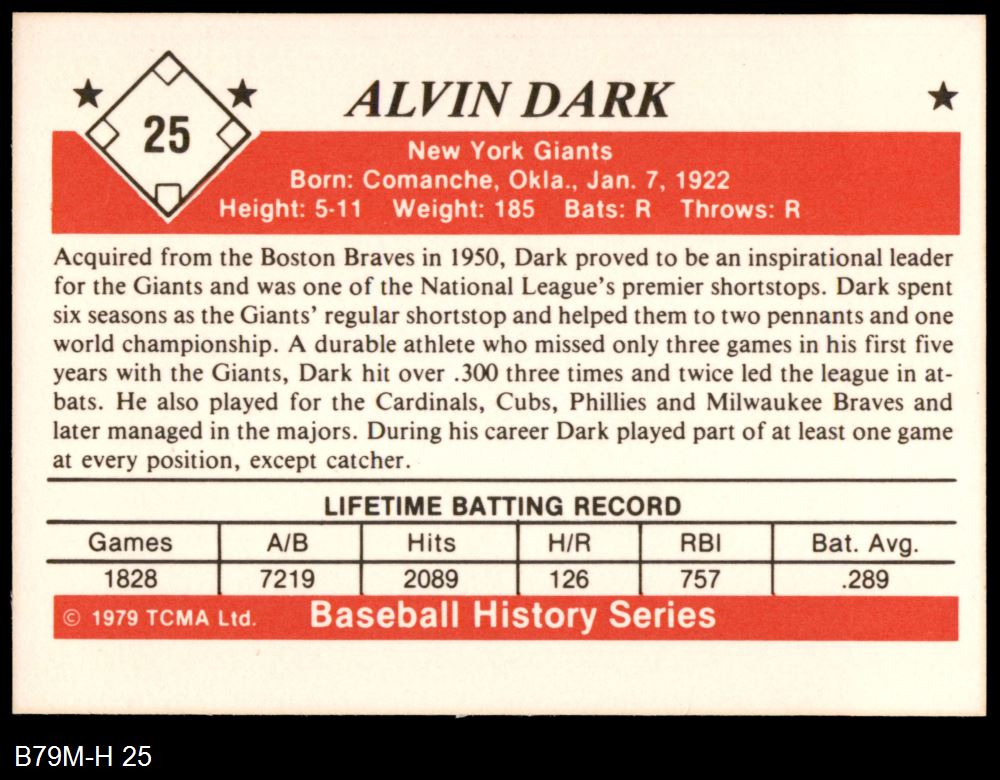 25
ALVIN DARK
New York Giants
Born: Comanche, Okla., Jan. 7, 1922
Height: 5-11 Weight: 185 Bats: R Throws: R
Acquired from the Boston Braves in 1950, Dark proved to be an inspirational leader
for the Giants and was one of the National League's premier shortstops. Dark spent
six seasons as the Giants' regular shortstop and helped them to two pennants and one
world championship. A durable athlete who missed only three games in his first five
years with the Giants, Dark hit over .300 three times and twice led the league in at-
bats. He also played for the Cardinals, Cubs, Phillies and Milwaukee Braves and
later managed in the majors. During his career Dark played part of at least one game
at every position, except catcher.
LIFETIME BATTING RECORD
Games A/B Hits H/R RBI Bat. Avg.
1828 7219 2089 126 757 .289
© 1979 TCMA Ltd. Baseball History Series
B79M-H 25